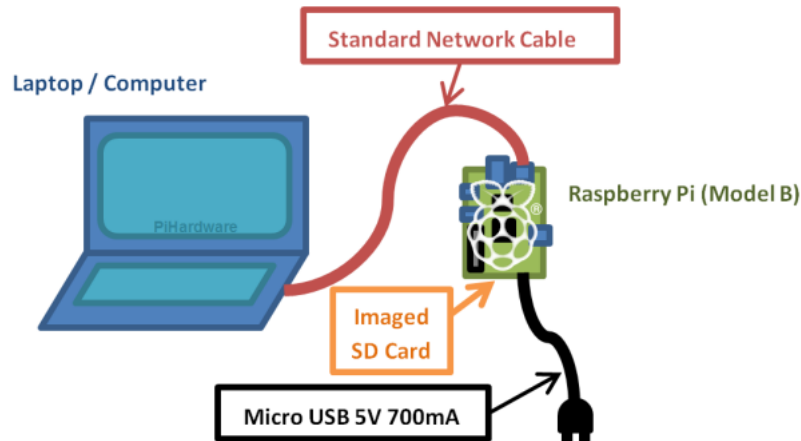 Standard Network Cable
Laptop / Computer
PiHardware
Raspberry Pi (Model B)
®
Imaged
SD Card
Micro USB 5V 700mA